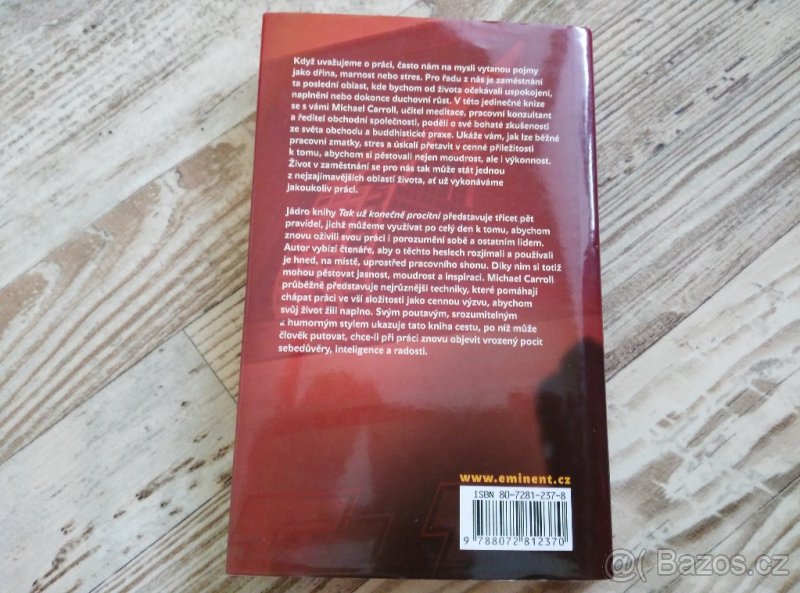 Když uvažujeme o práci, často nám na mysli vytanou pojmy
jako dřina, marnost nebo stres. Pro řadu z nás je zaměstnání
ta poslední oblast, kde bychom od života očekávali uspokojení,
naplnění nebo dokonce duchovní růst. V této jedinečné knize
se s vámi Michael Carroll, učitel meditace, pracovní konzultant
a ředitel obchodní společnosti, podělí o své bohaté zkušenosti
ze světa obchodu a buddhistické praxe. Ukáže vám, jak lze běžné
pracovní zmatky, stres a úskalí přetavit v cenné příležitosti
k tomu, abychom si pěstovali nejen moudrost, ale i výkonnost.
Život v zaměstnání se pro nás tak může stát jednou
z nejzajímavějších oblastí života, ať už vykonáváme
jakoukoliv práci.
Jádro knihy Tak už konečně procitni představuje třicet pět
pravidel, jichž můžeme využívat po celý den k tomu, abychom
znovu oživili svou práci i porozumění sobě a ostatním lidem.
Autor vybízí čtenáře, aby o těchto heslech rozjímali a používali
je hned, na místě, uprostřed pracovního shonu. Díky nim si totiž
mohou pěstovat jasnost, moudrost a inspiraci. Michael Carroll
průběžně představuje nejrůznější techniky, které pomáhají
chápat práci ve vší složitosti jako cennou výzvu, abychom
svůj život žili naplno. Svým poutavým, srozumitelným
a humorným stylem ukazuje tato kniha cestu, po níž může
člověk putovat, chce-li při práci znovu objevit vrozený pocit
sebedůvěry, inteligence a radosti.
www.eminent.cz
ISBN 80-7281-237-8
9 788072 812370
@ Bazos.cz